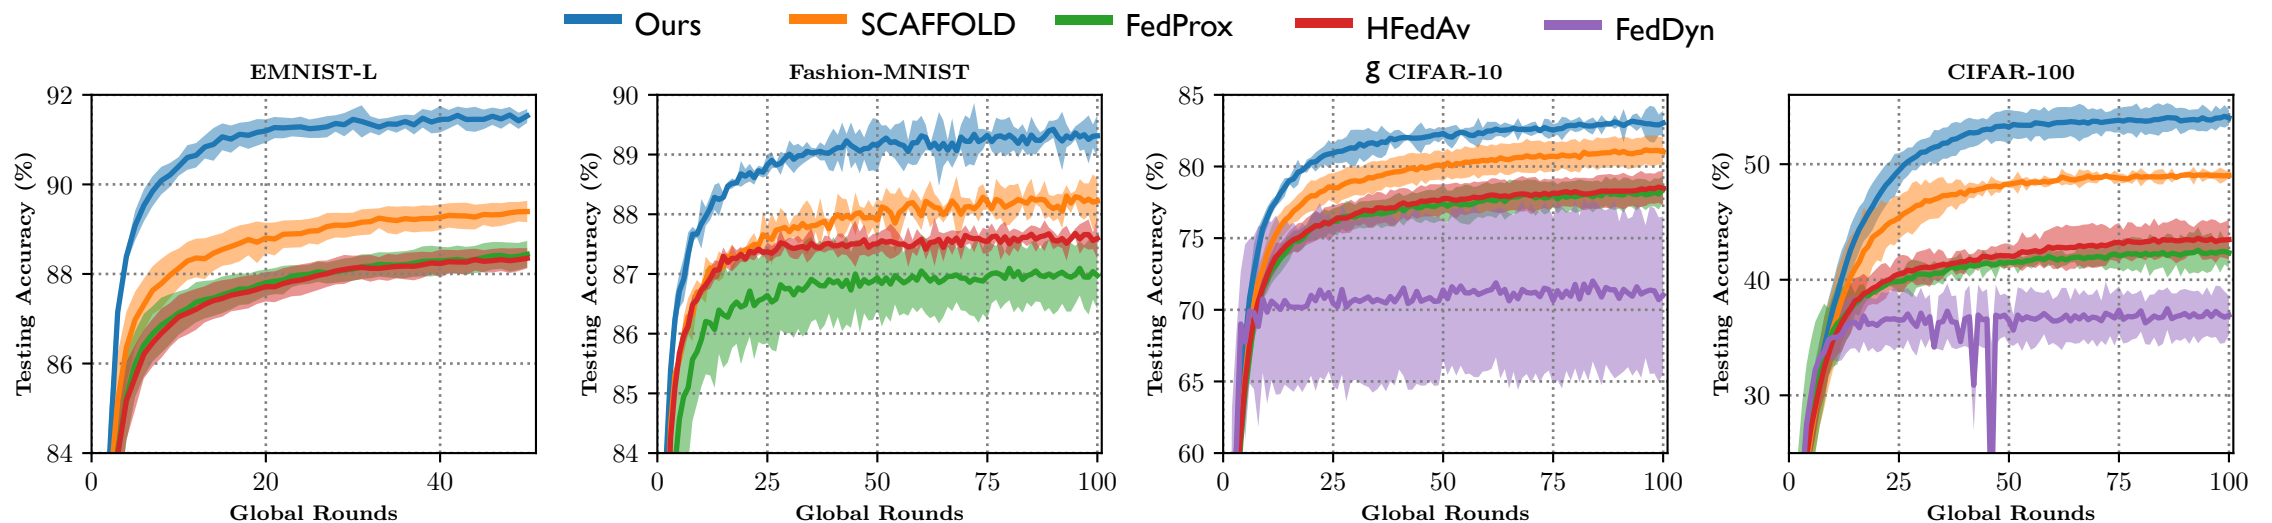 Ours SCAFFOLD FedProx HFedAv FedDyn
g
EMNIST-L
Testing Accuracy (%)
92
90
88
86
84
0 20 40
Global Rounds
Fashion-MNIST
Testing Accuracy (%)
90
89
88
87
86
85
84
0 25 50 75 100
Global Rounds
CIFAR-10
Testing Accuracy (%)
85
80
75
70
65
60
0 25 50 75 100
Global Rounds
CIFAR-100
Testing Accuracy (%)
50
40
30
0 25 50 75 100
Global Rounds